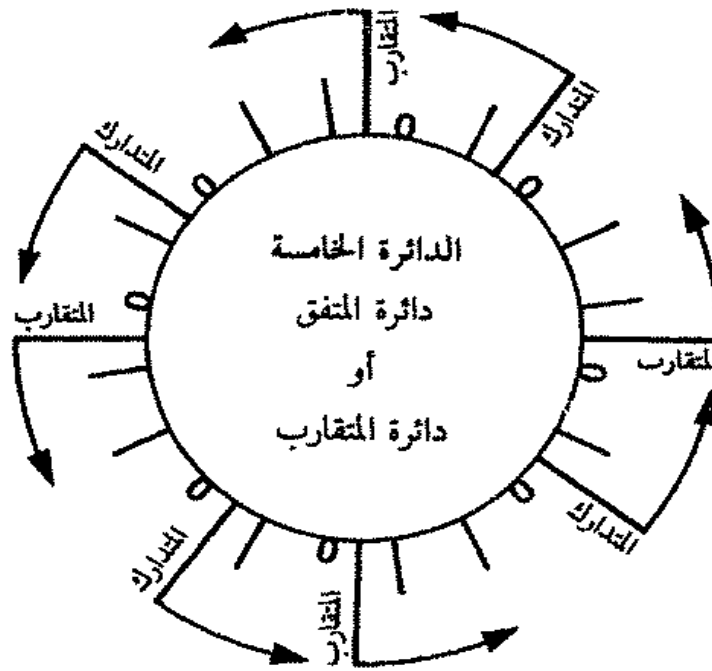 المتقارب
المتدارك
المتدارك
المتقارب
الدائرة الخامسة
دائرة المتفق
أو
دائرة المتقارب
المتقارب
المتدارك
المتدارك
المتقارب